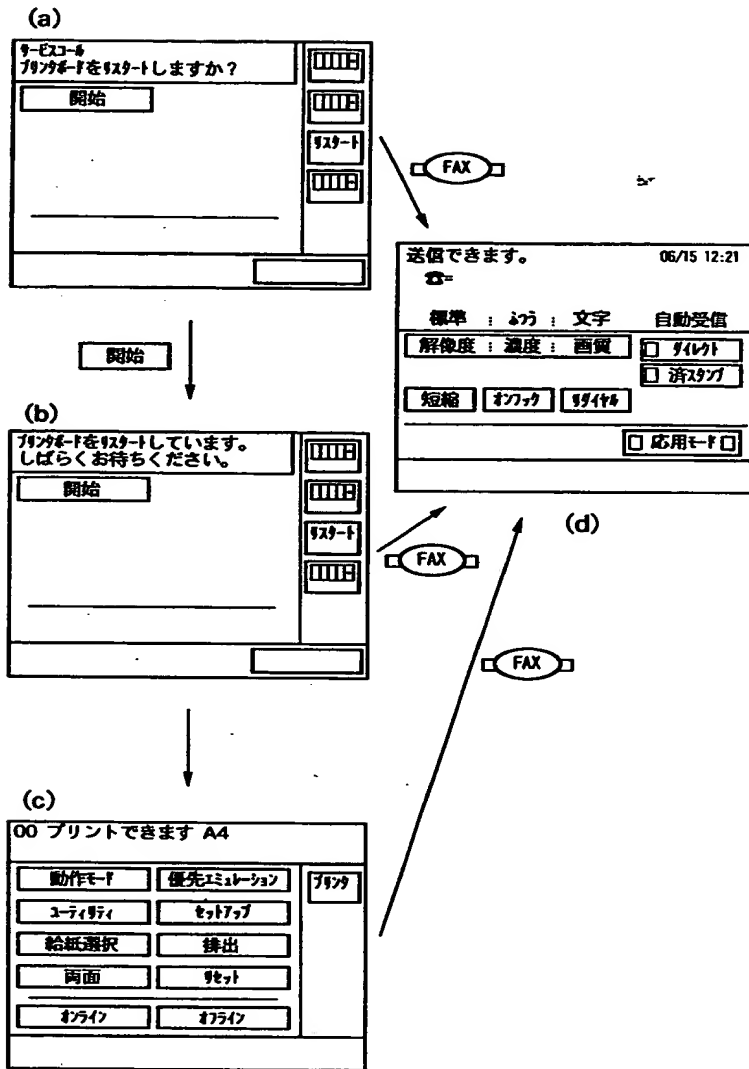 (a)
サービスコール
プリンタボードをリスタートしますか？
開始
リスタート
FAX
開始
(b)
プリンタボードをリスタートしています。
しばらくお待ちください。
開始
リスタート
FAX
送信できます。 06/15 12:21
☎=
標準 : ふつう : 文字 自動受信
解像度 : 濃度 : 画質 ダイレクト
済スタンプ
短縮 オンフック リダイヤル
応用モード
(d)
FAX
(c)
00 プリントできます A4
動作モード 優先エミュレーション プリンタ
ユーティリティ セットアップ
給紙選択 排出
両面 リセット
オンライン オフライン